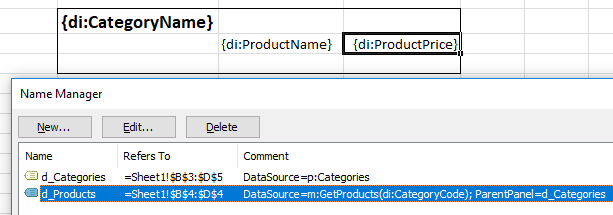 {di:CategoryName}
{di:ProductName} {di:ProductPrice}
Name Manager
New... Edit... Delete
Name Refers To Comment
d_Categories =Sheet1!$B$3:$D$5 DataSource=p:Categories
d_Products =Sheet1!$B$4:$D$4 DataSource=m:GetProducts(di:CategoryCode); ParentPanel=d_Categories